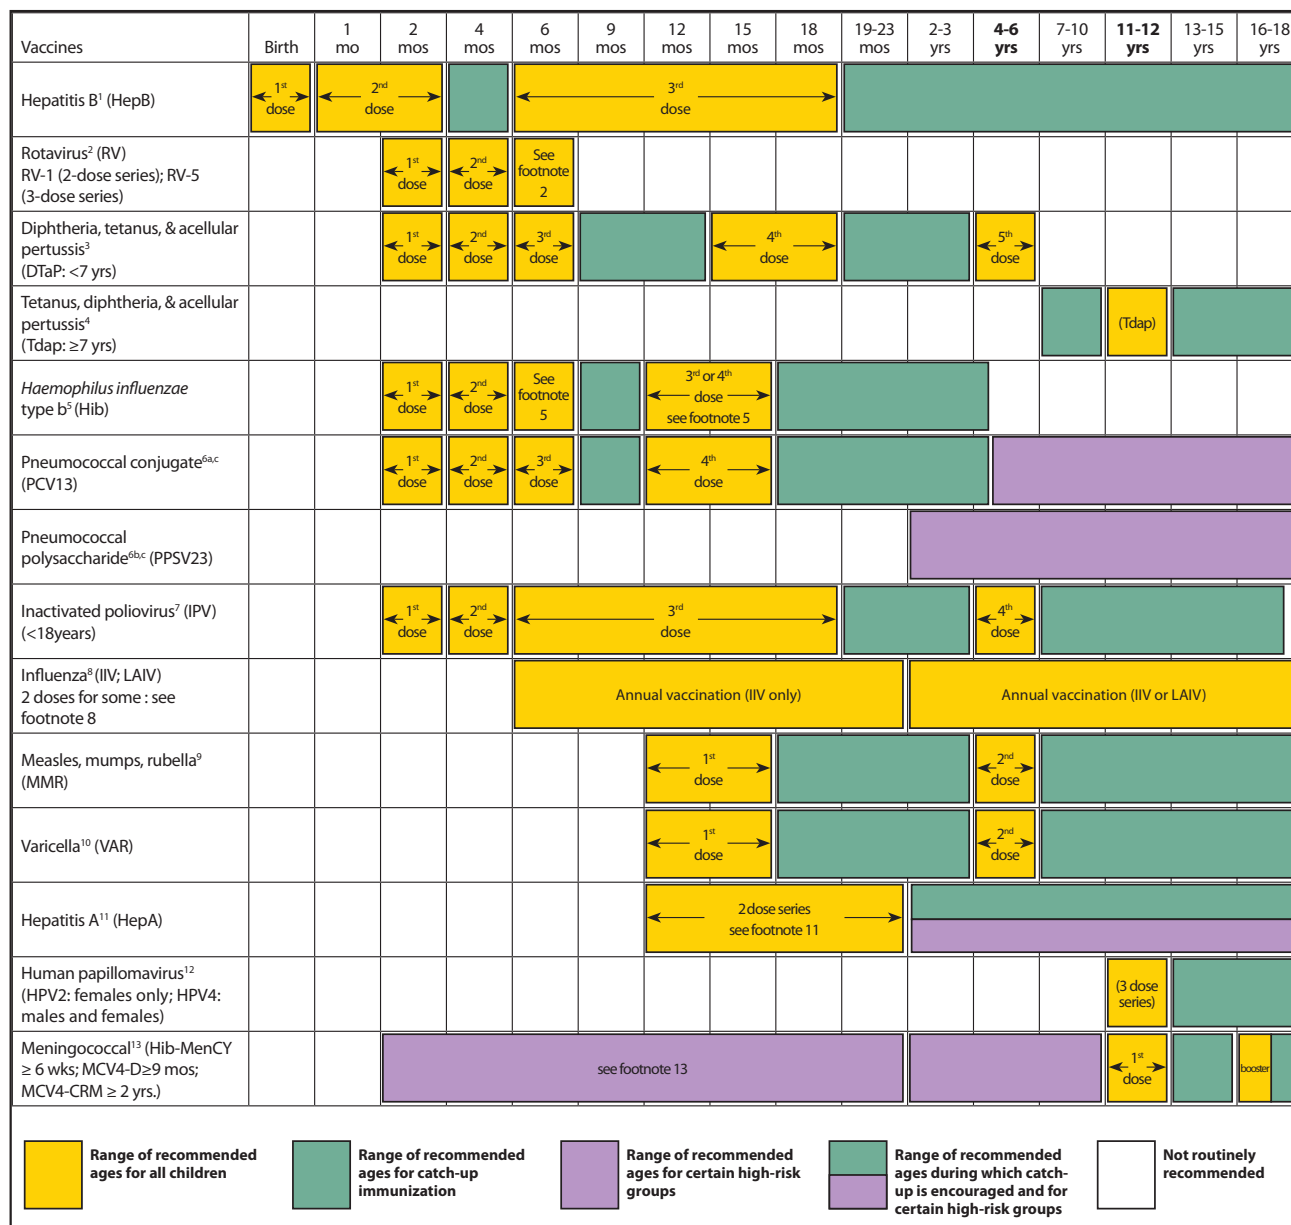 Vaccines
Birth
1
mo
2
mos
4
mos
6
mos
9
mos
12
mos
15
mos
18
mos
19-23
mos
2-3
yrs
4-6
yrs
7-10
yrs
11-12
yrs
13-15
yrs
16-18
yrs
Hepatitis B¹ (HepB)
1st
dose
2nd
dose
3rd
dose
Rotavirus² (RV)
RV-1 (2-dose series); RV-5
(3-dose series)
1st
dose
2nd
dose
See
footnote
2
Diphtheria, tetanus, & acellular
pertussis³
(DTaP: <7 yrs)
1st
dose
2nd
dose
3rd
dose
4th
dose
5th
dose
Tetanus, diphtheria, & acellular
pertussis⁴
(Tdap: ≥7 yrs)
(Tdap)
Haemophilus influenzae
type b⁵ (Hib)
1st
dose
2nd
dose
See
footnote
5
3rd or 4th
dose
see footnote 5
Pneumococcal conjugate6a,c
(PCV13)
1st
dose
2nd
dose
3rd
dose
4th
dose
Pneumococcal
polysaccharide6b,c (PPSV23)
Inactivated poliovirus⁷ (IPV)
(<18years)
1st
dose
2nd
dose
3rd
dose
4th
dose
Influenza⁸ (IIV; LAIV)
2 doses for some : see
footnote 8
Annual vaccination (IIV only)
Annual vaccination (IIV or LAIV)
Measles, mumps, rubella⁹
(MMR)
1st
dose
2nd
dose
Varicella¹⁰ (VAR)
1st
dose
2nd
dose
Hepatitis A¹¹ (HepA)
2 dose series
see footnote 11
Human papillomavirus¹²
(HPV2: females only; HPV4:
males and females)
(3 dose
series)
Meningococcal¹³ (Hib-MenCY
≥ 6 wks; MCV4-D≥9 mos;
MCV4-CRM ≥ 2 yrs.)
see footnote 13
1st
dose
booster
Range of recommended
ages for all children
Range of recommended
ages for catch-up
immunization
Range of recommended
ages for certain high-risk
groups
Range of recommended
ages during which catch-
up is encouraged and for
certain high-risk groups
Not routinely
recommended